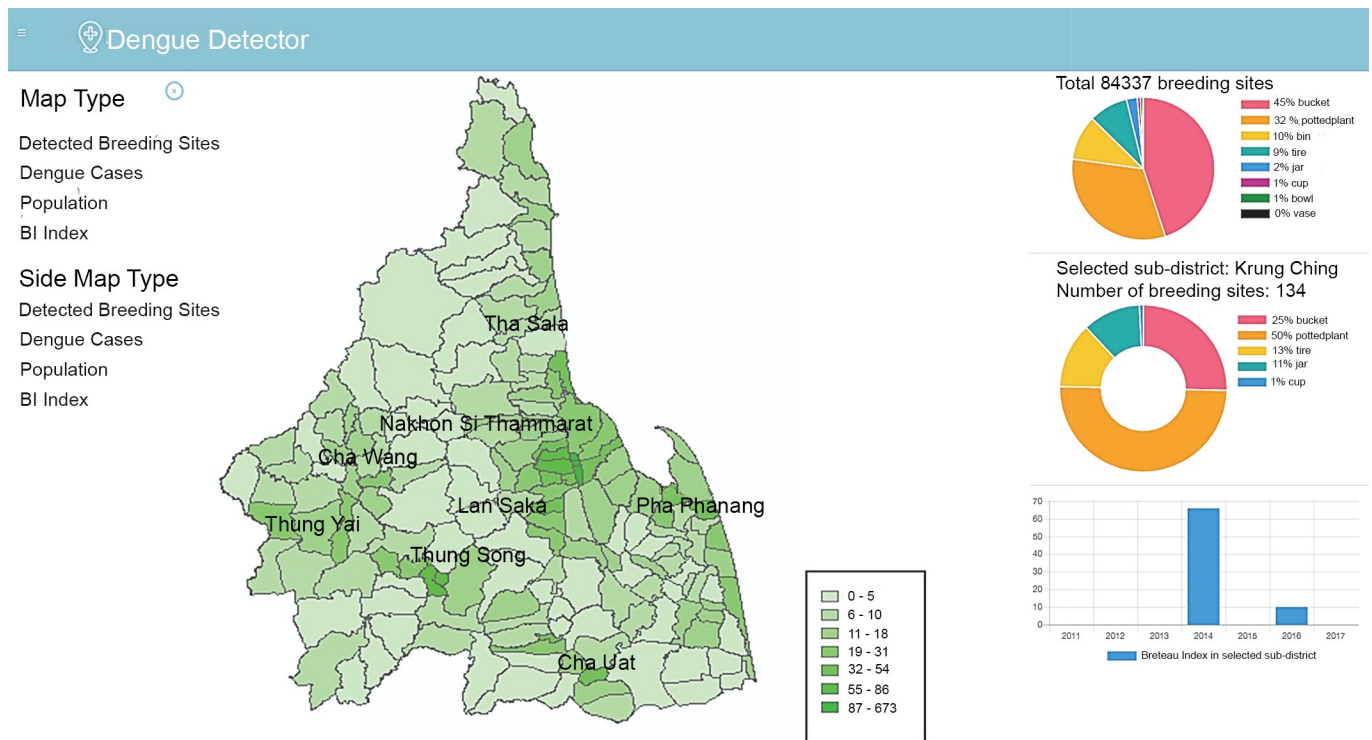 Dengue Detector
Map Type
Detected Breeding Sites
Dengue Cases
Population
BI Index
Side Map Type
Detected Breeding Sites
Dengue Cases
Population
BI Index
Tha Sala
Nakhon Si Thammarat
Cha Wang
Lan Saka
Pha Phanang
Thung Yai
Thung Song
Cha Uat
0 - 5
6 - 10
11 - 18
19 - 31
32 - 54
55 - 86
87 - 673
Total 84337 breeding sites
45% bucket
32 % pottedplant
10% bin
9% tire
2% jar
1% cup
1% bowl
0% vase
Selected sub-district: Krung Ching
Number of breeding sites: 134
25% bucket
50% pottedplant
13% tire
11% jar
1% cup
70
60
50
40
30
20
10
0
2011 2012 2013 2014 2015 2016 2017
Breteau Index in selected sub-district